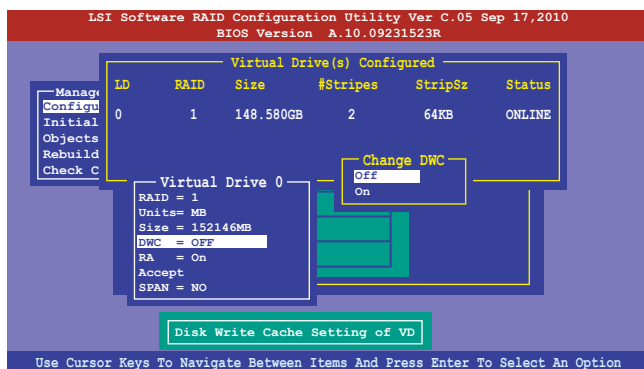 LSI Software RAID Configuration Utility Ver C.05 Sep 17,2010
BIOS Version A.10.09231523R
Virtual Drive(s) Configured
LD RAID Size #Stripes StripSz Status
0 1 148.580GB 2 64KB ONLINE
Manage
Configu
Initial
Objects
Rebuild
Check C
Change DWC
Off
On
Virtual Drive 0
RAID = 1
Units= MB
Size = 152146MB
DWC = OFF
RA = On
Accept
SPAN = NO
Disk Write Cache Setting of VD
Use Cursor Keys To Navigate Between Items And Press Enter To Select An Option